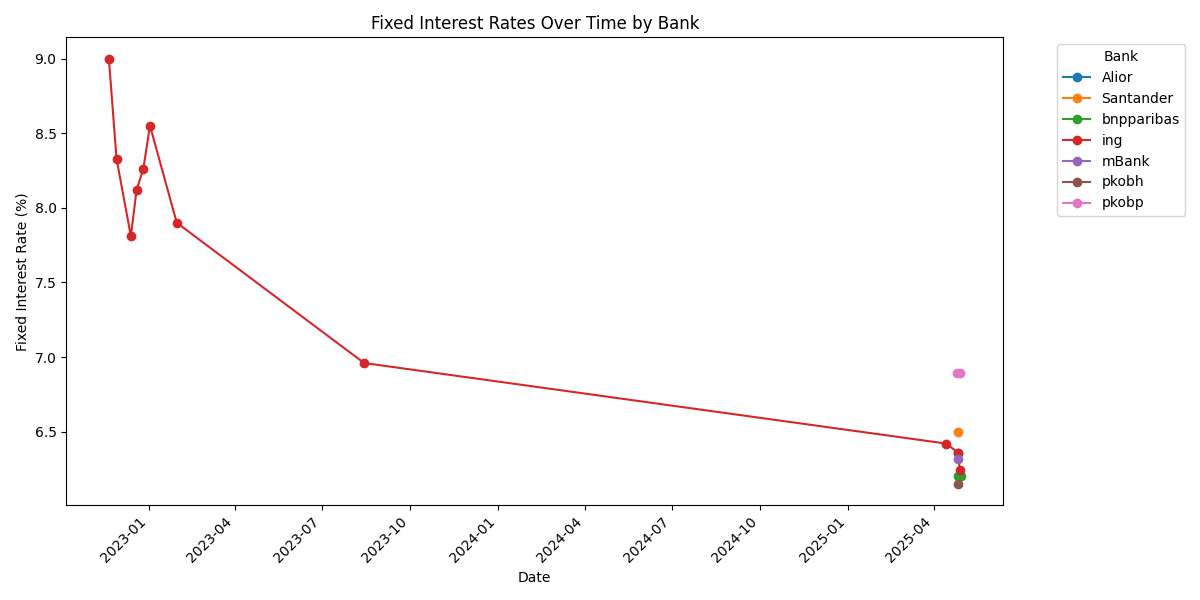 Fixed Interest Rates Over Time by Bank
Fixed Interest Rate (%)
9.0
8.5
8.0
7.5
7.0
6.5
2023-01
2023-04
2023-07
2023-10
2024-01
2024-04
2024-07
2024-10
2025-01
2025-04
Date
Bank
Alior
Santander
bnpparibas
ing
mBank
pkobh
pkobp